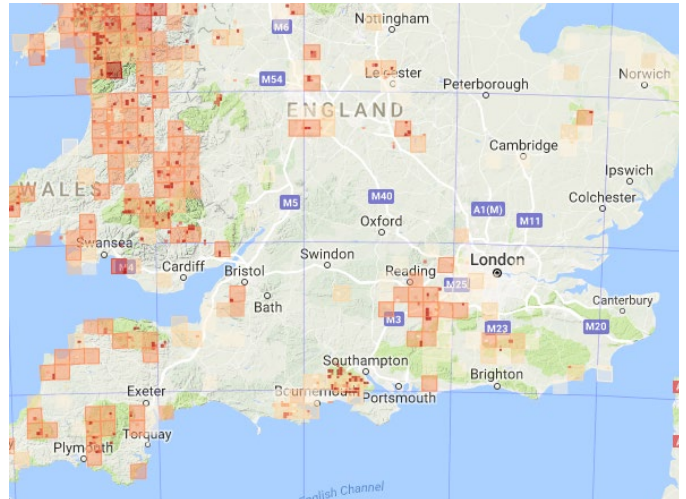 Nottingham
M6
Leicester
M54
Norwich
Peterborough
ENGLAND
Cambridge
WALES
Ipswich
M5
M40
A1(M)
M11
Colchester
Oxford
Swansea
M4
Cardiff
Swindon
London
Bristol
Reading
M25
Bath
Canterbury
M3
M23
M20
Southampton
Exeter
Bournemouth
Portsmouth
Brighton
Plymouth
Torquay
English Channel